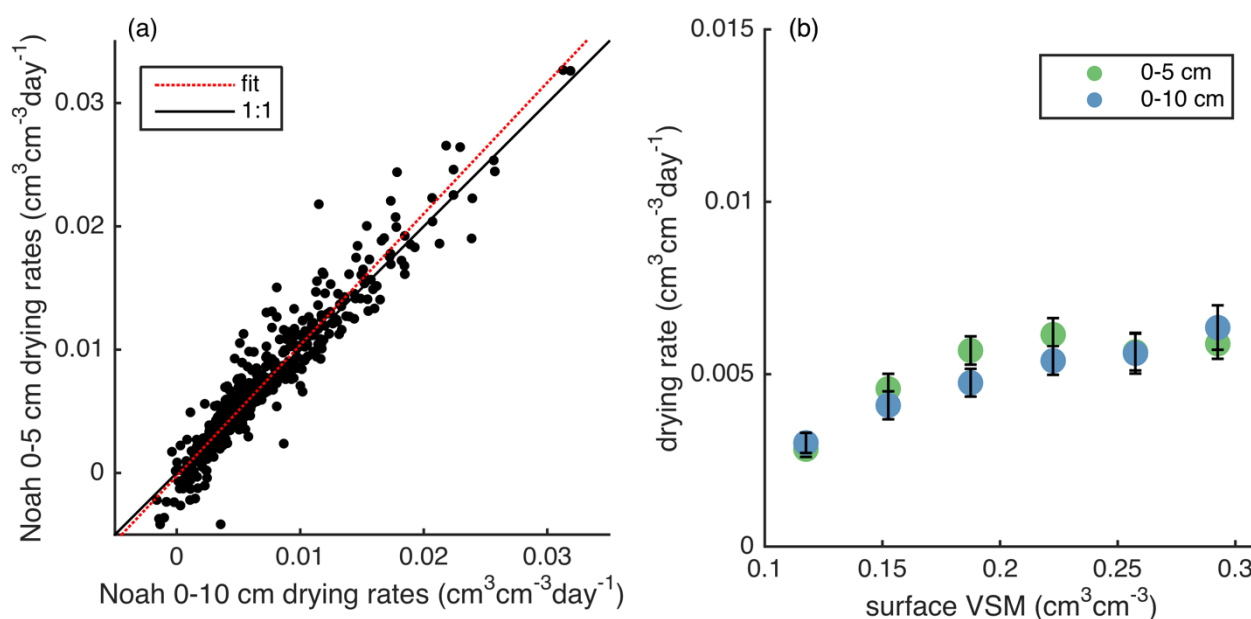 (a)
fit
1:1
0.03
0.02
0.01
0
Noah 0-5 cm drying rates (cm³cm⁻³day⁻¹)
0 0.01 0.02 0.03
Noah 0-10 cm drying rates (cm³cm⁻³day⁻¹)
(b)
0-5 cm
0-10 cm
0.015
0.01
0.005
0
drying rate (cm³cm⁻³day⁻¹)
0.1 0.15 0.2 0.25 0.3
surface VSM (cm³cm⁻³)